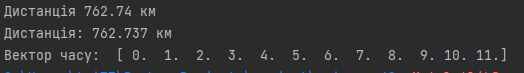 Дистанція 762.74 км
Дистанція: 762.737 км
Вектор часу:  [ 0.  1.  2.  3.  4.  5.  6.  7.  8.  9. 10. 11.]